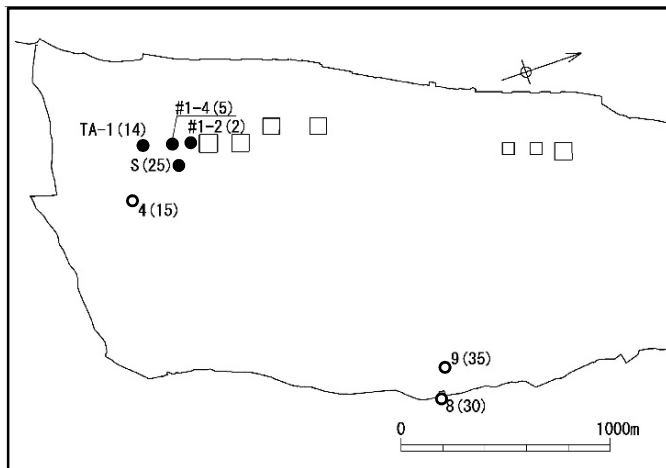 #1-4(5)
TA-1(14)
#1-2(2)
S(25)
4(15)
9(35)
8(30)
0 1000m